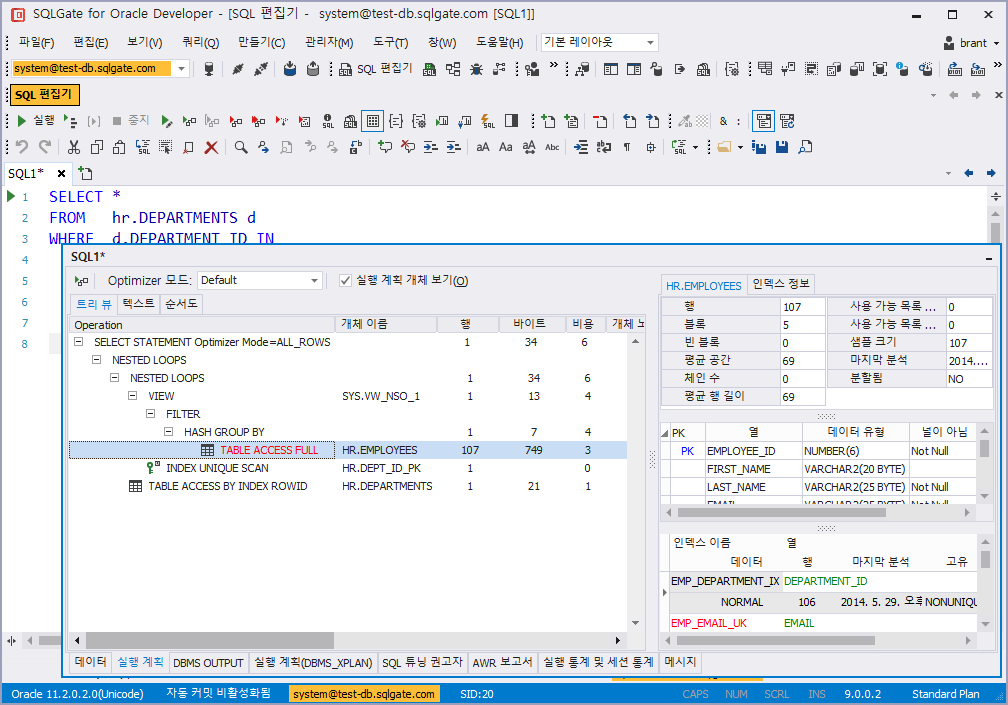 SQLGate for Oracle Developer - [SQL 편집기 - system@test-db.sqlgate.com [SQL1]]
파일(F) 편집(E) 보기(V) 쿼리(Q) 만들기(C) 관리자(M) 도구(T) 창(W) 도움말(H) 기본 레이아웃 brant
system@test-db.sqlgate.com SQL 편집기
SQL 편집기
실행 중지
SQL1*
1 SELECT *
2 FROM hr.DEPARTMENTS d
3 WHERE d.DEPARTMENT_ID IN
4
5
6
7
8
SQL1*
Optimizer 모드: Default 실행 계획 개체 보기(O)
트리 뷰 텍스트 순서도
Operation 개체 이름 행 바이트 비용
SELECT STATEMENT Optimizer Mode=ALL_ROWS 1 34 6
NESTED LOOPS
NESTED LOOPS 1 34 6
VIEW SYS.VW_NSO_1 1 13 4
FILTER
HASH GROUP BY 1 7 4
TABLE ACCESS FULL HR.EMPLOYEES 107 749 3
INDEX UNIQUE SCAN HR.DEPT_ID_PK 1 0
TABLE ACCESS BY INDEX ROWID HR.DEPARTMENTS 1 21 1
HR.EMPLOYEES 인덱스 정보
행 107 사용 가능 목록 ... 0
블록 5 사용 가능 목록 ... 0
빈 블록 0 샘플 크기 107
평균 공간 69 마지막 분석 2014....
체인 수 0 분할됨 NO
평균 행 길이 69
PK 열 데이터 유형 널이 아님
PK EMPLOYEE_ID NUMBER(6) Not Null
FIRST_NAME VARCHAR2(20 BYTE)
LAST_NAME VARCHAR2(25 BYTE) Not Null
EMAIL VARCHAR2(25 BYTE) Not Null
인덱스 이름 열
데이터 행 마지막 분석 고유
EMP_DEPARTMENT_IX DEPARTMENT_ID
NORMAL 106 2014. 5. 29. 오후 NONUNIQU
EMP_EMAIL_UK EMAIL
데이터 실행 계획 DBMS OUTPUT 실행 계획(DBMS_XPLAN) SQL 튜닝 권고자 AWR 보고서 실행 통계 및 세션 통계 메시지
Oracle 11.2.0.2.0(Unicode) 자동 커밋 비활성화됨 system@test-db.sqlgate.com SID:20 CAPS NUM SCRL INS 9.0.0.2 Standard Plan